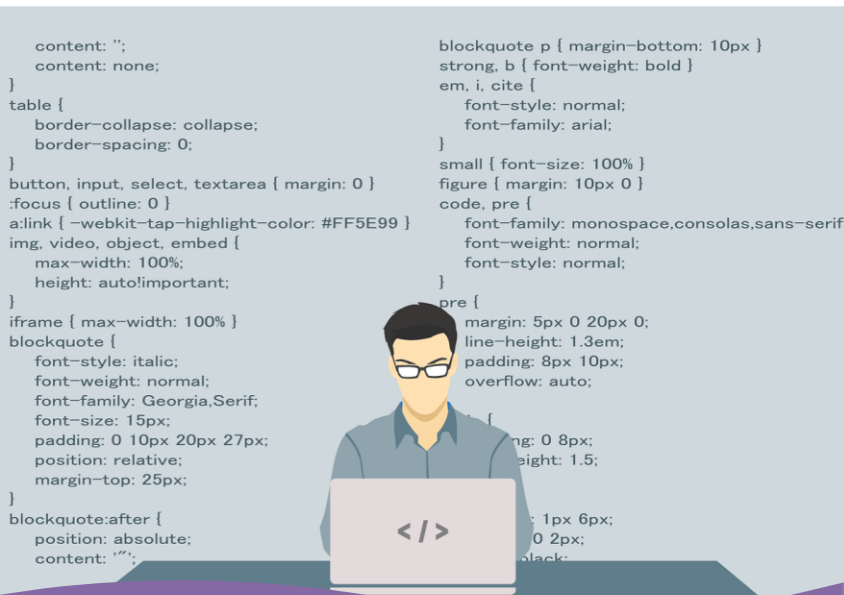 content: '';
content: none;
}
table {
border-collapse: collapse;
border-spacing: 0;
}
button, input, select, textarea { margin: 0 }
:focus { outline: 0 }
a:link { -webkit-tap-highlight-color: #FF5E99 }
img, video, object, embed {
max-width: 100%;
height: auto!important;
}
iframe { max-width: 100% }
blockquote {
font-style: italic;
font-weight: normal;
font-family: Georgia,Serif;
font-size: 15px;
padding: 0 10px 20px 27px;
position: relative;
margin-top: 25px;
}
blockquote:after {
position: absolute;
content: '"';
blockquote p { margin-bottom: 10px }
strong, b { font-weight: bold }
em, i, cite {
font-style: normal;
font-family: arial;
}
small { font-size: 100% }
figure { margin: 10px 0 }
code, pre {
font-family: monospace,consolas,sans-serif
font-weight: normal;
font-style: normal;
}
pre {
margin: 5px 0 20px 0;
line-height: 1.3em;
padding: 8px 10px;
overflow: auto;
{
0 8px;
1.5;
1px 6px;
0 2px;
</>